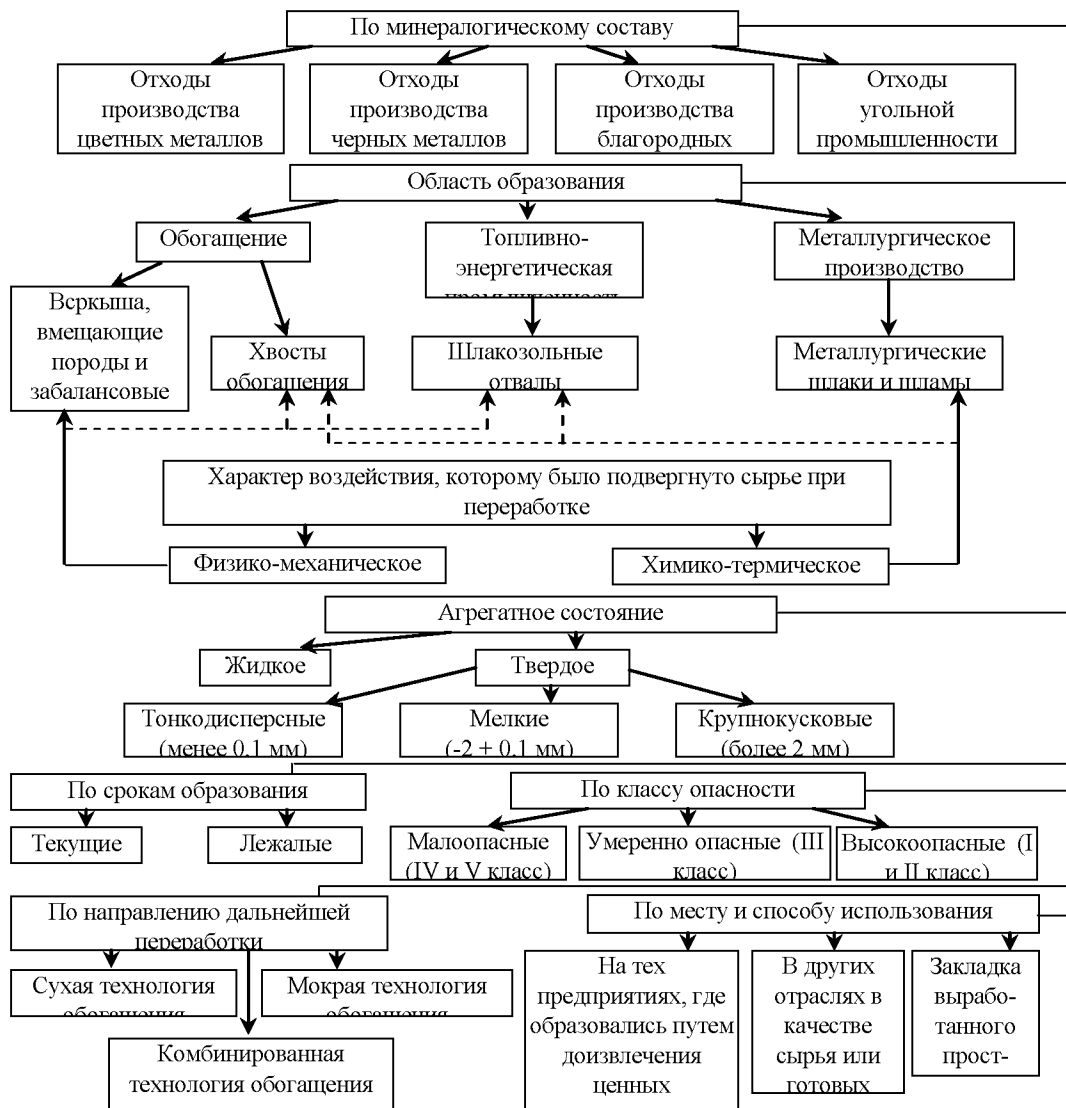 По минералогическому составу
Отходы
производства
цветных металлов
Отходы
производства
черных металлов
Отходы
производства
благородных
Отходы
угольной
промышленности
Область образования
Обогащение
Топливно-
энергетическая
промышленность
Металлургическое
производство
Вскрыша,
вмещающие
породы и
забалансовые
Хвосты
обогащения
Шлакозольные
отвалы
Металлургические
шлаки и шламы
Характер воздействия, которому было подвергнуто сырье при
переработке
Физико-механическое
Химико-термическое
Агрегатное состояние
Жидкое
Твердое
Тонкодисперсные
(менее 0,1 мм)
Мелкие
(-2 + 0,1 мм)
Крупнокусковые
(более 2 мм)
По срокам образования
Текущие
Лежалые
По классу опасности
Малоопасные
(IV и V класс)
Умеренно опасные (III
класс)
Высокоопасные (I
и II класс)
По направлению дальнейшей
переработки
Сухая технология
обогащения
Мокрая технология
обогащения
Комбинированная
технология обогащения
По месту и способу использования
На тех
предприятиях, где
образовались путем
доизвлечения
ценных
В других
отраслях в
качестве
сырья или
готовых
Закладка
вырабо-
танного
прост-